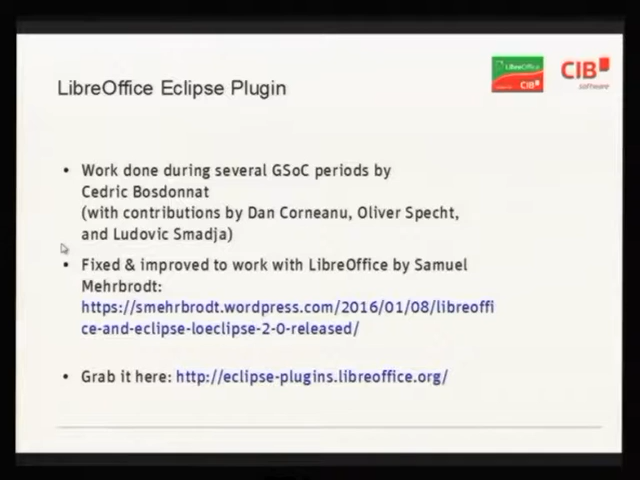 LibreOffice Eclipse Plugin
LibreOffice
CIB
CIB
software
• Work done during several GSoC periods by
Cedric Bosdonnat
(with contributions by Dan Corneanu, Oliver Specht,
and Ludovic Smadja)
• Fixed & improved to work with LibreOffice by Samuel
Mehrbrodt:
https://smehrbrodt.wordpress.com/2016/01/08/libreoffi
ce-and-eclipse-loeclipse-2-0-released/
• Grab it here: http://eclipse-plugins.libreoffice.org/